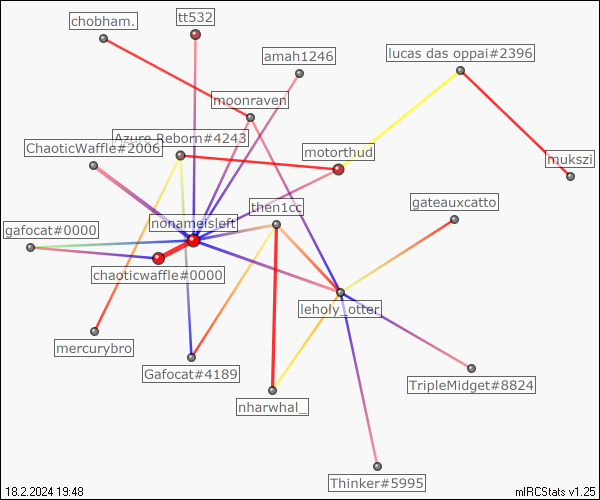 chobham.
tt532
amah1246
lucas das oppai#2396
moonraven
Azure Reborn#4243
ChaoticWaffle#2006
motorthud
mukszi
then1cc
gateauxcatto
nonameisleft
gafocat#0000
chaoticwaffle#0000
leholy_otter
mercurybro
Gafocat#4189
TripleMidget#8824
nharwhal_
Thinker#5995
18.2.2024 19:48
mIRCStats v1.25